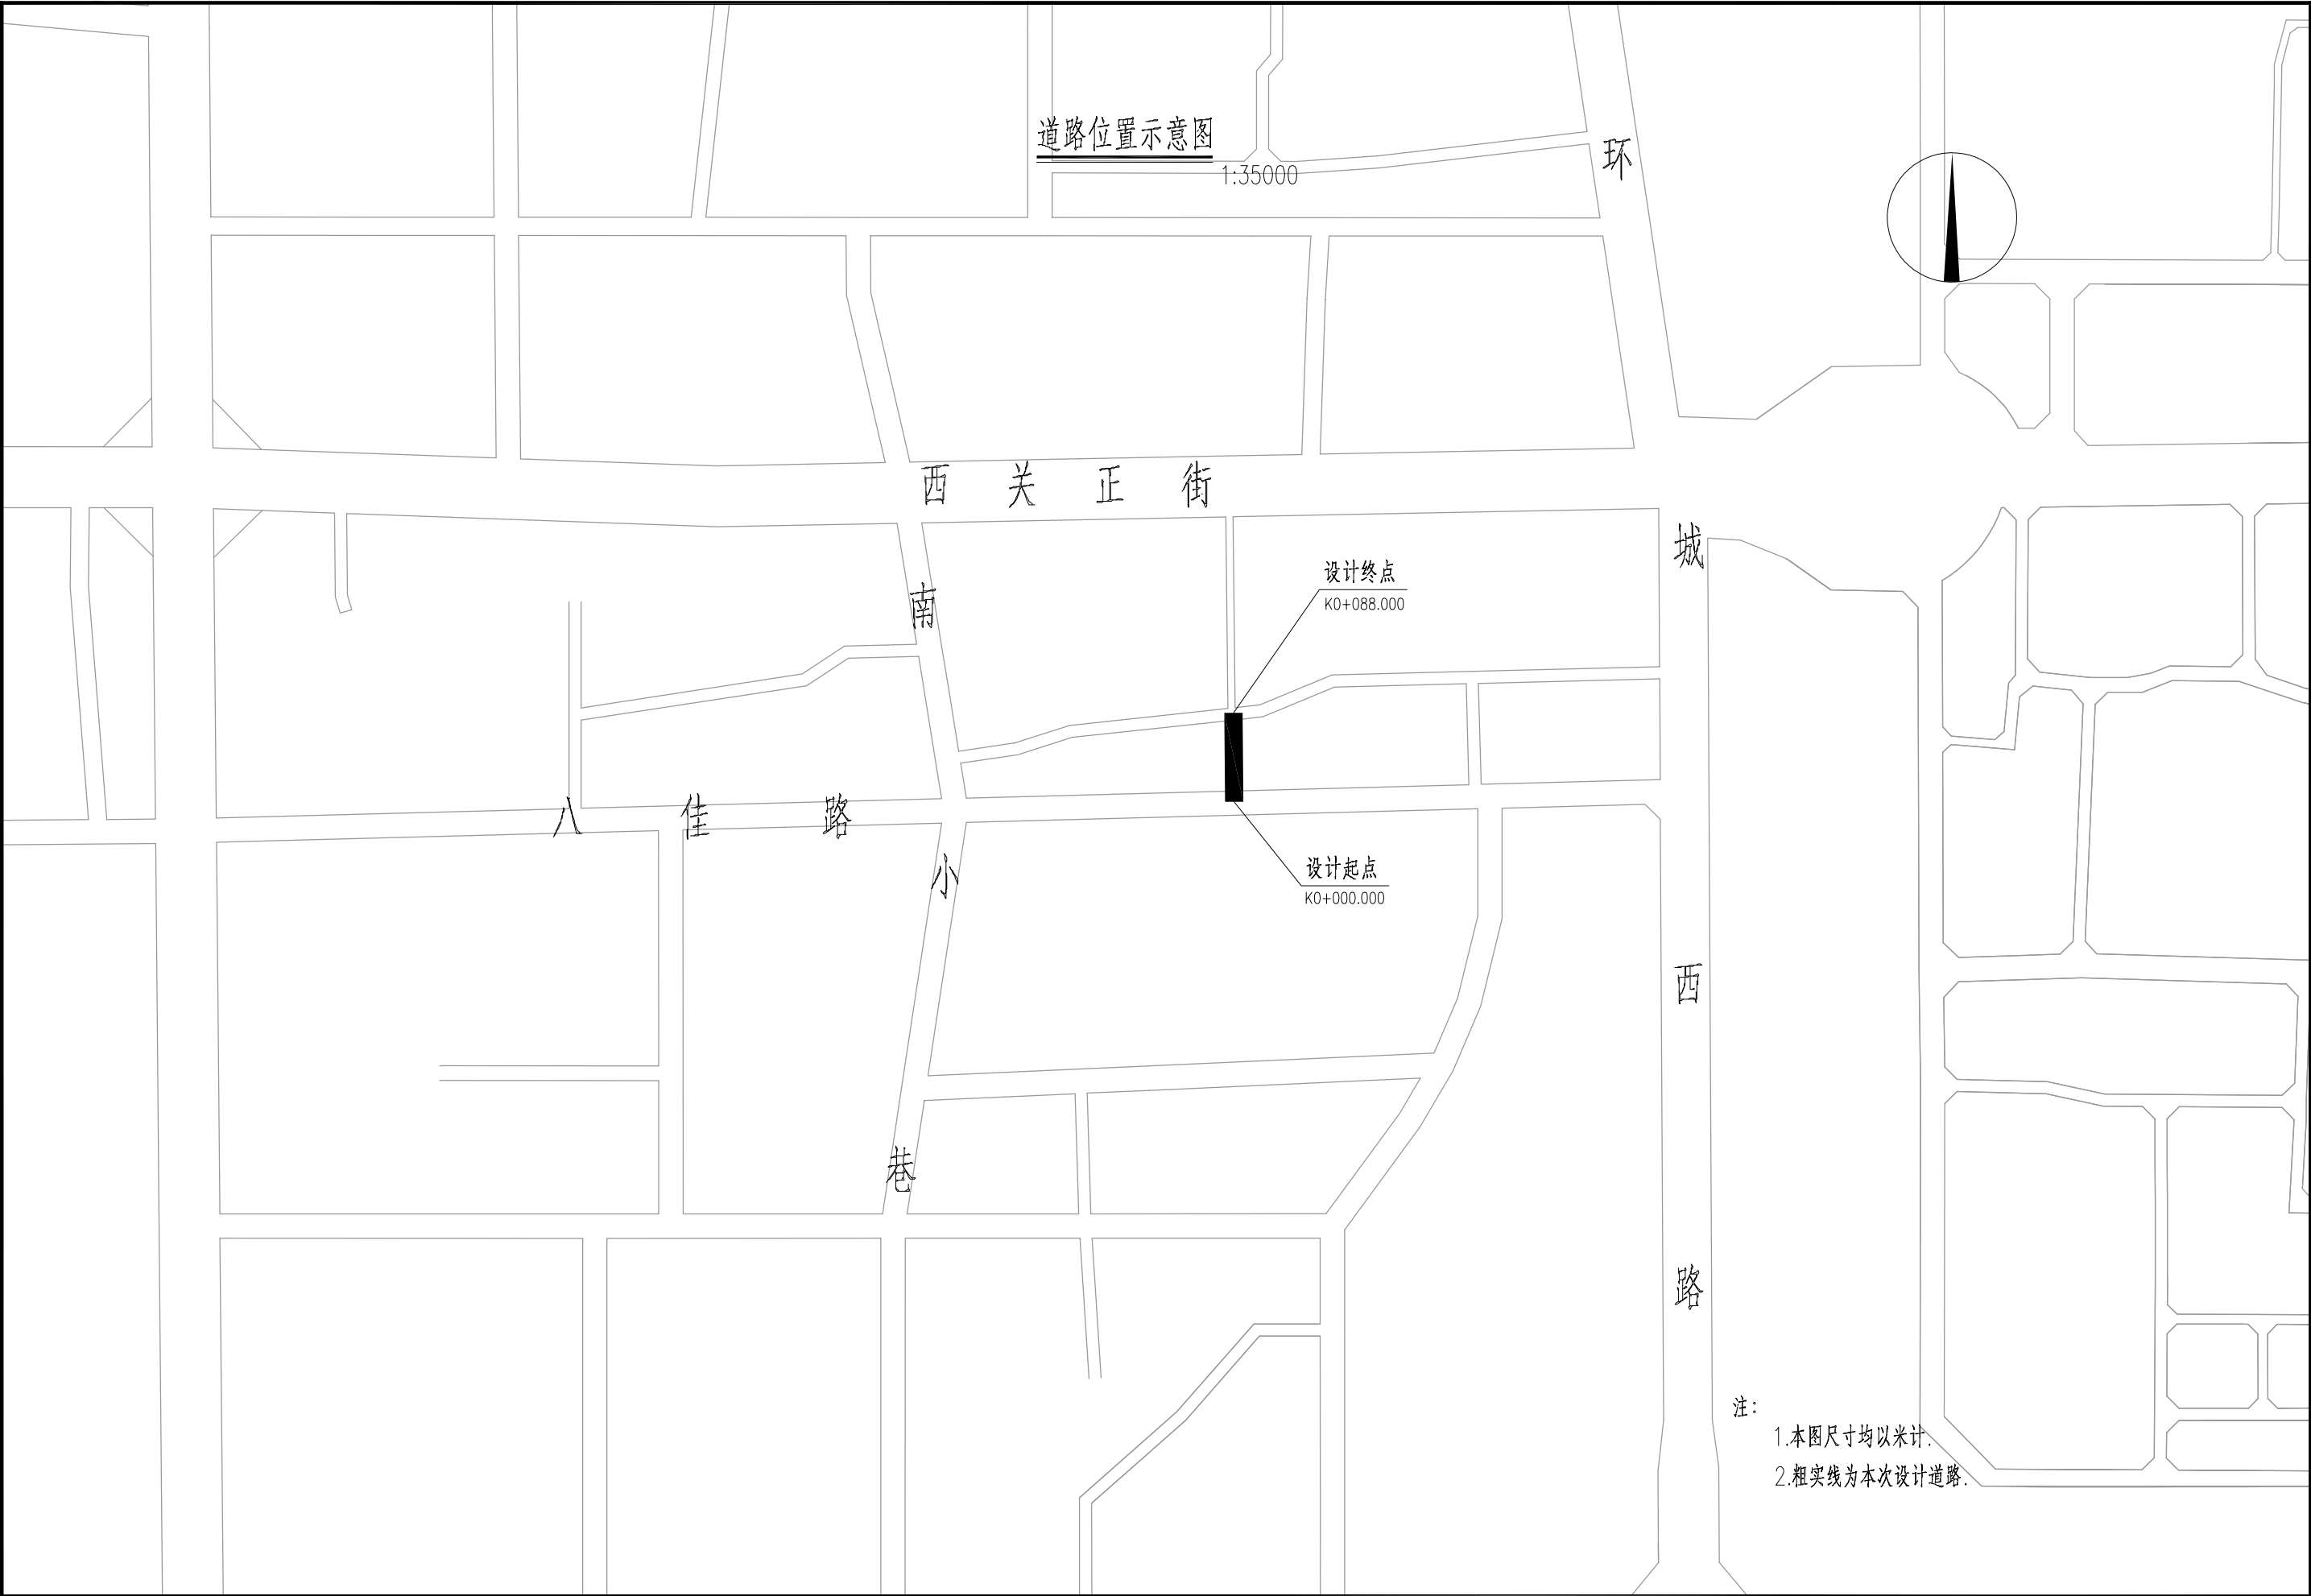 道路位置示意图
1:35000
西关正街
环城西路
南小巷
八佳路
设计终点
K0+088.000
设计起点
K0+000.000
注:
1.本图尺寸均以米计.
2.粗实线为本次设计道路.